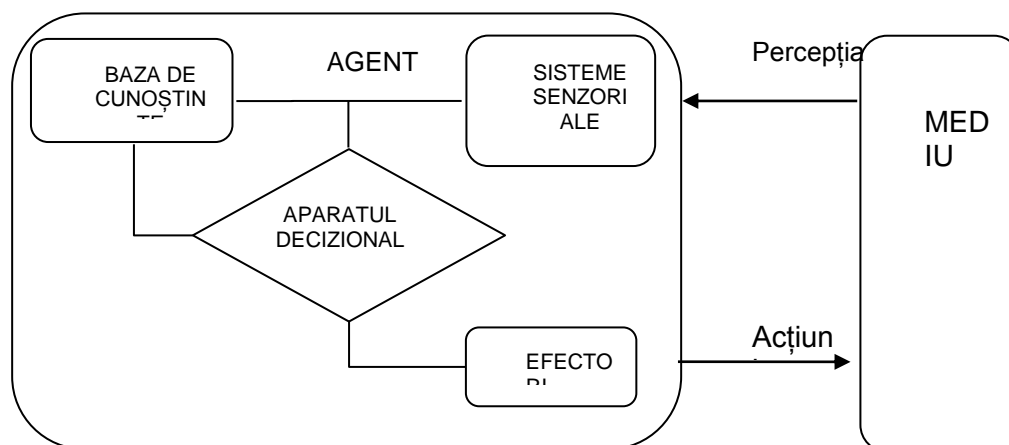 BAZA DE
CUNOȘTIN
AGENT
SISTEME
SENZORI
ALE
Percepția
MED
IU
APARATUL
DECIZIONAL
EFECTO
Acțiun